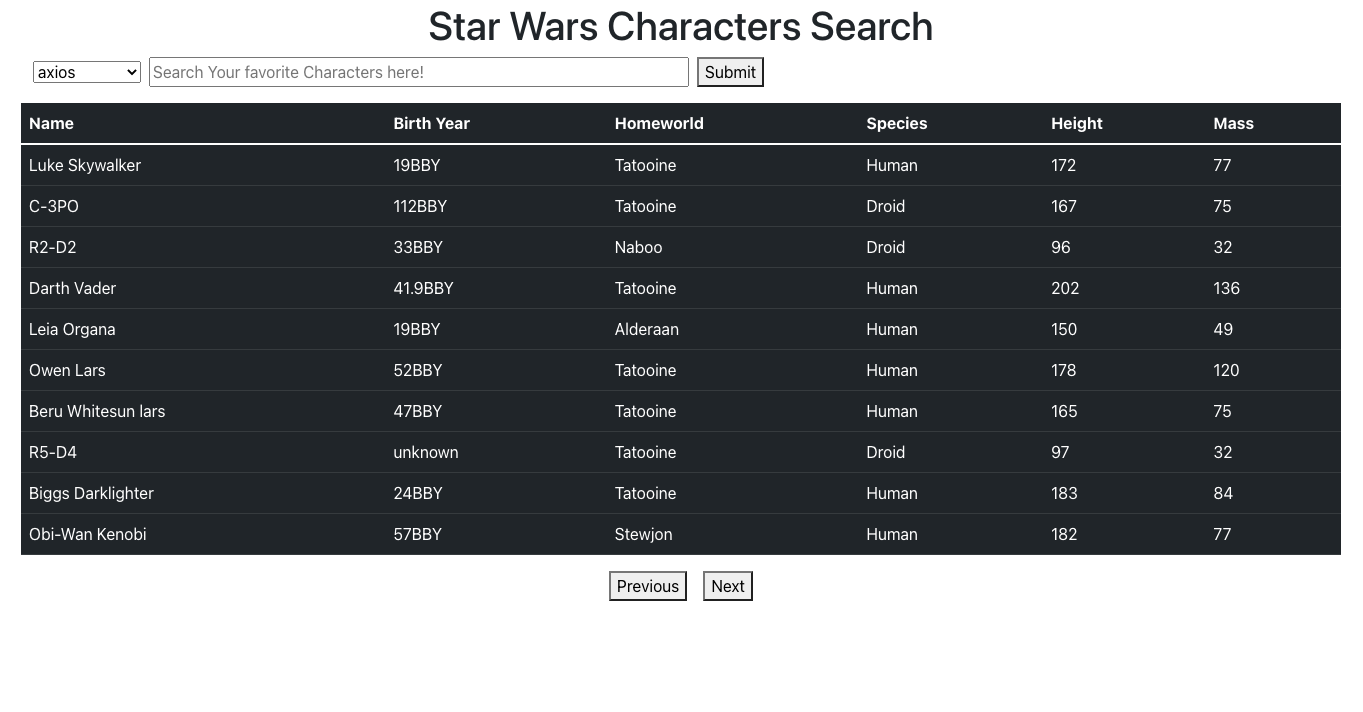 Star Wars Characters Search
axios Search Your favorite Characters here! Submit
Name Birth Year Homeworld Species Height Mass
Luke Skywalker 19BBY Tatooine Human 172 77
C-3PO 112BBY Tatooine Droid 167 75
R2-D2 33BBY Naboo Droid 96 32
Darth Vader 41.9BBY Tatooine Human 202 136
Leia Organa 19BBY Alderaan Human 150 49
Owen Lars 52BBY Tatooine Human 178 120
Beru Whitesun lars 47BBY Tatooine Human 165 75
R5-D4 unknown Tatooine Droid 97 32
Biggs Darklighter 24BBY Tatooine Human 183 84
Obi-Wan Kenobi 57BBY Stewjon Human 182 77
Previous Next